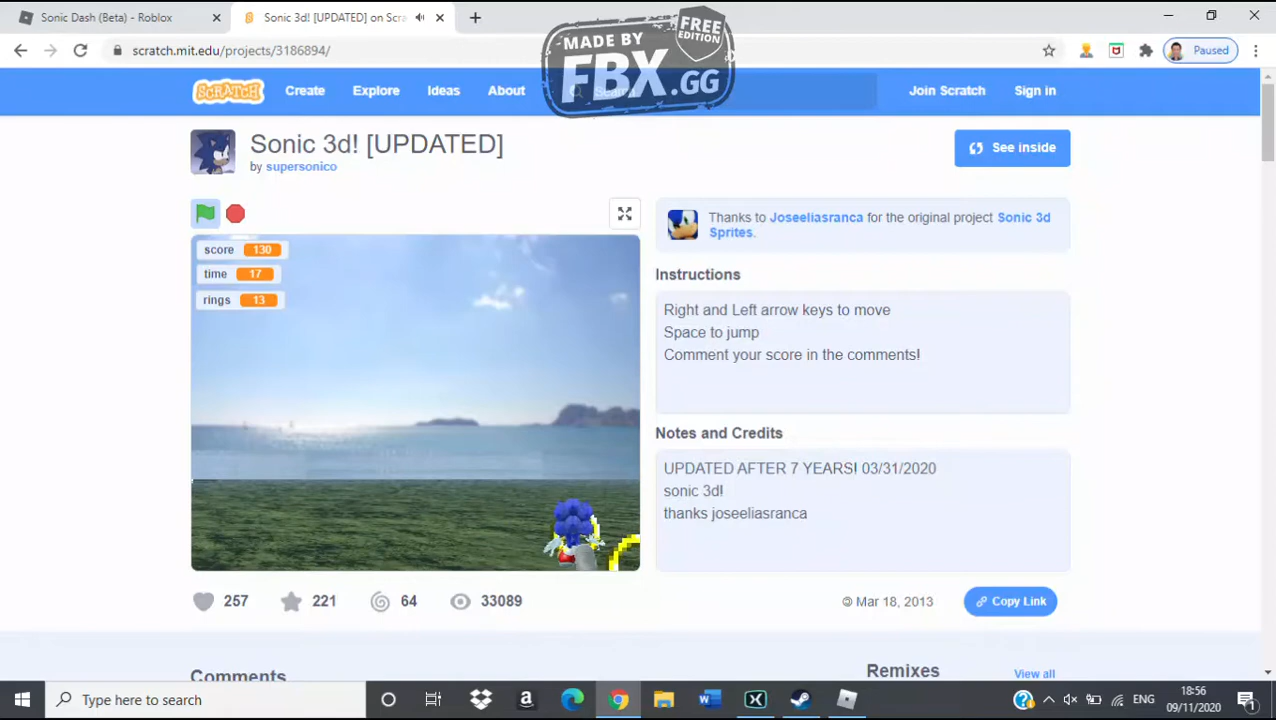 Sonic Dash (Beta) - Roblox
Sonic 3d! [UPDATED] on Scra
scratch.mit.edu/projects/3186894/
Paused
MADE BY
FREE
EDITION
FBX.GG
SCRATCH
Create
Explore
Ideas
About
Search
Join Scratch
Sign in
Sonic 3d! [UPDATED]
by supersonico
See inside
score 130
time 17
rings 13
Thanks to Joseeliasranca for the original project Sonic 3d
Sprites.
Instructions
Right and Left arrow keys to move
Space to jump
Comment your score in the comments!
Notes and Credits
UPDATED AFTER 7 YEARS! 03/31/2020
sonic 3d!
thanks joseeliasranca
257
221
64
33089
Mar 18, 2013
Copy Link
Comments
Remixes
View all
Type here to search
ENG
18:56
09/11/2020
1